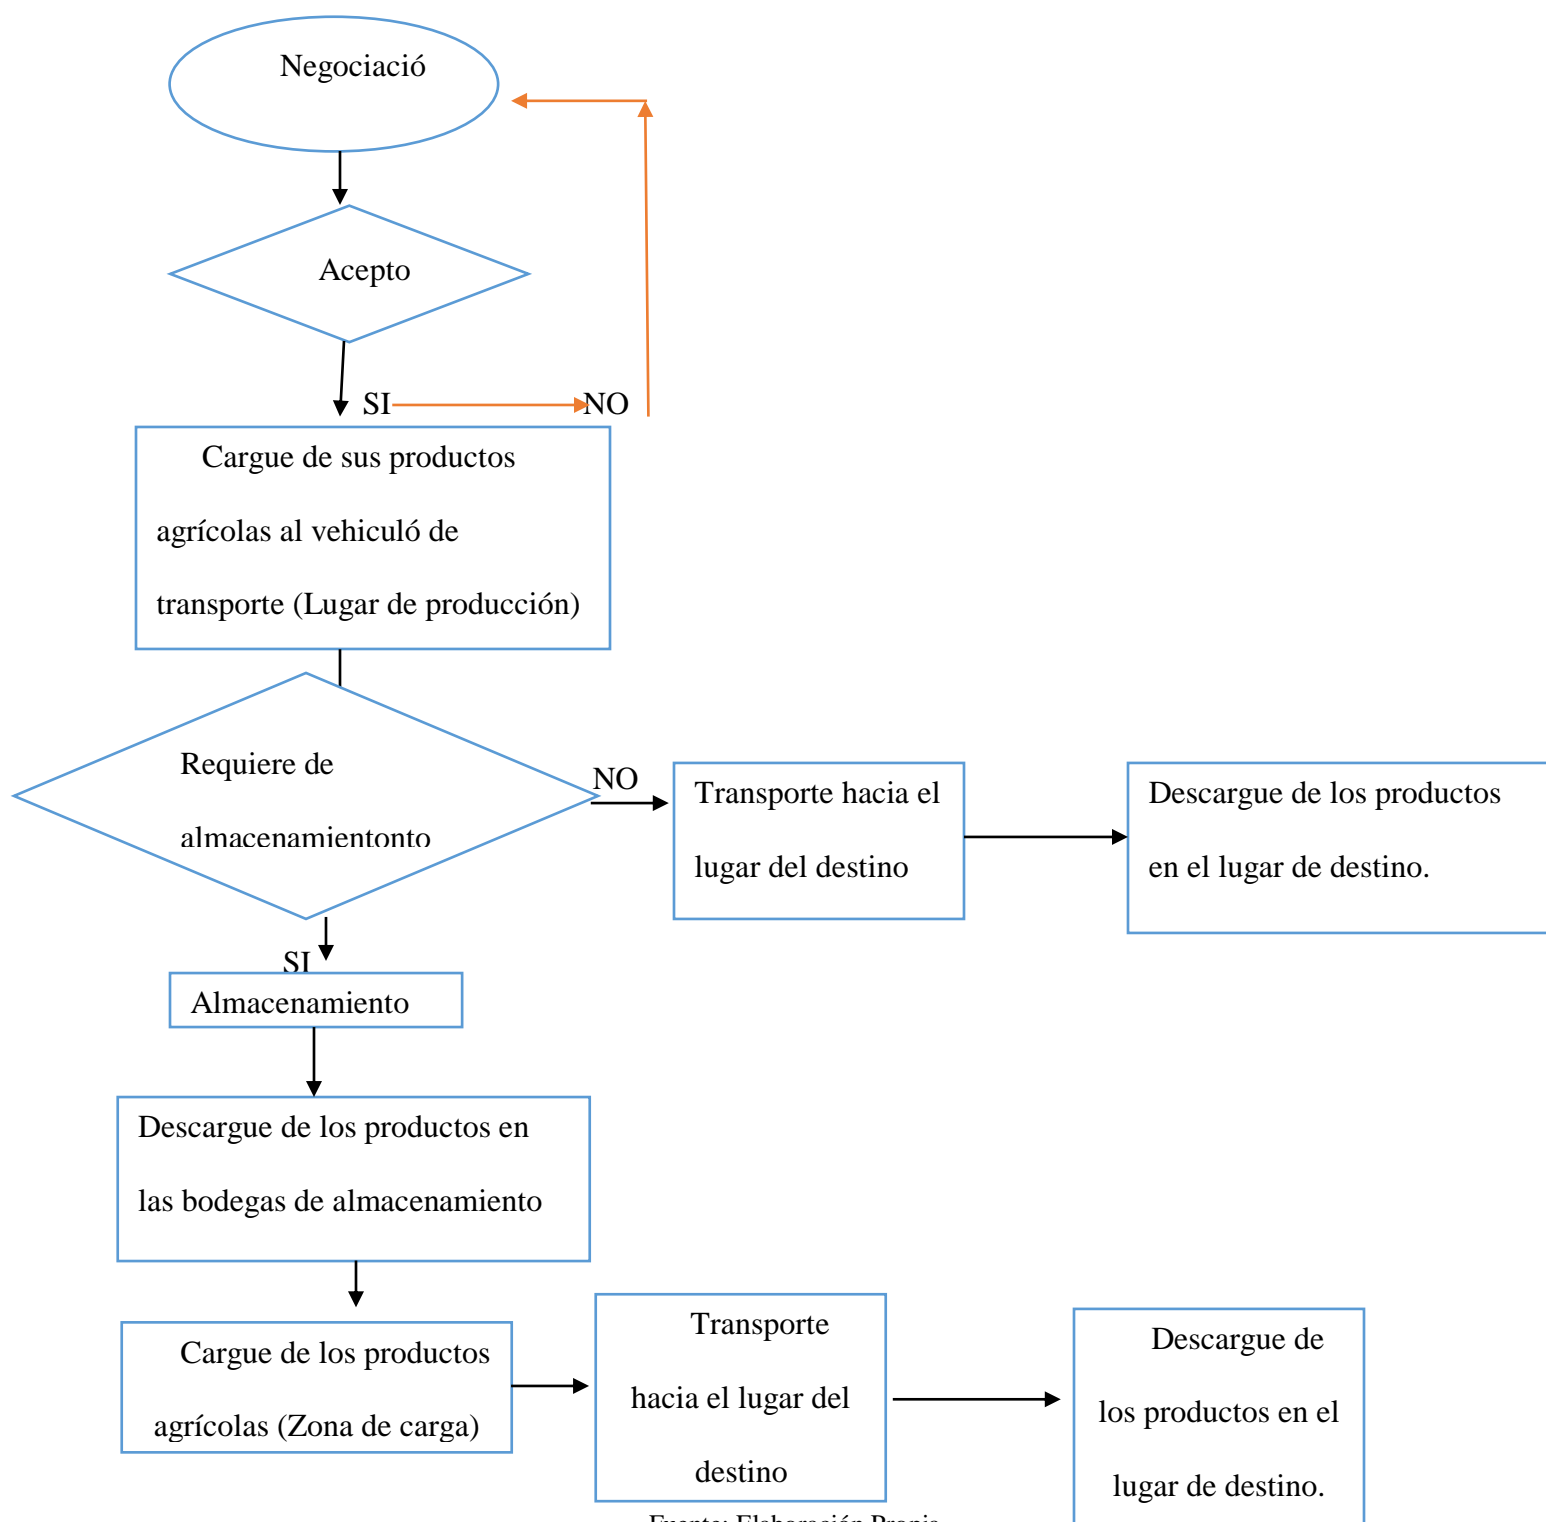 Negociació
Acepto
SI
NO
Cargue de sus productos
agrícolas al vehiculó de
transporte (Lugar de producción)
Requiere de
almacenamientonto
NO
Transporte hacia el
lugar del destino
Descargue de los productos
en el lugar de destino.
SI
Almacenamiento
Descargue de los productos en
las bodegas de almacenamiento
Cargue de los productos
agrícolas (Zona de carga)
Transporte
hacia el lugar del
destino
Descargue de
los productos en el
lugar de destino.
Fuente: Elaboración Propia